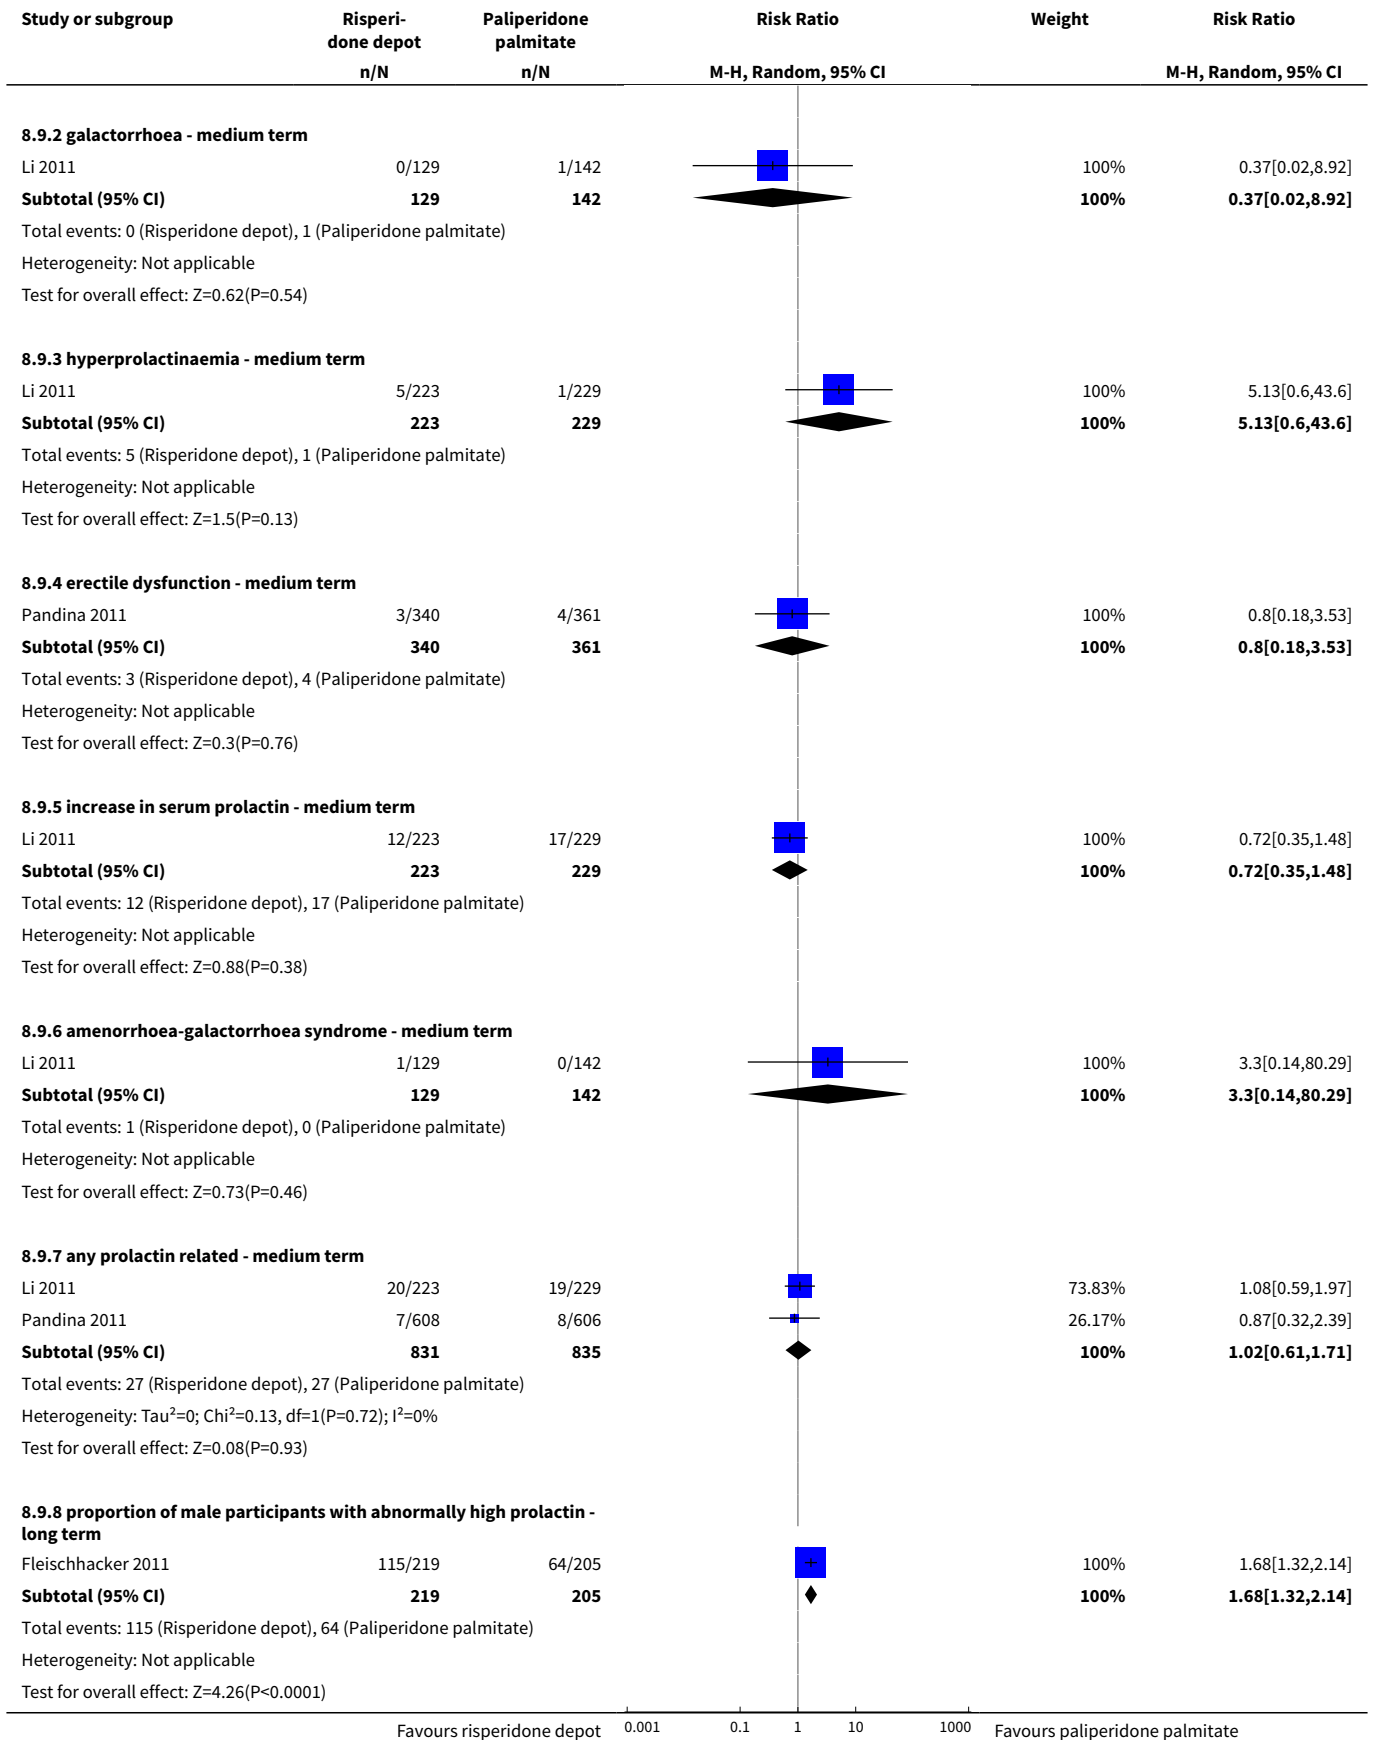 Study or subgroup Risperi- Paliperidone Risk Ratio Weight Risk Ratio
done depot palmitate
n/N n/N M-H, Random, 95% CI M-H, Random, 95% CI
8.9.2 galactorrhoea - medium term
Li 2011 0/129 1/142 100% 0.37[0.02,8.92]
Subtotal (95% CI) 129 142 100% 0.37[0.02,8.92]
Total events: 0 (Risperidone depot), 1 (Paliperidone palmitate)
Heterogeneity: Not applicable
Test for overall effect: Z=0.62(P=0.54)
8.9.3 hyperprolactinaemia - medium term
Li 2011 5/223 1/229 100% 5.13[0.6,43.6]
Subtotal (95% CI) 223 229 100% 5.13[0.6,43.6]
Total events: 5 (Risperidone depot), 1 (Paliperidone palmitate)
Heterogeneity: Not applicable
Test for overall effect: Z=1.5(P=0.13)
8.9.4 erectile dysfunction - medium term
Pandina 2011 3/340 4/361 100% 0.8[0.18,3.53]
Subtotal (95% CI) 340 361 100% 0.8[0.18,3.53]
Total events: 3 (Risperidone depot), 4 (Paliperidone palmitate)
Heterogeneity: Not applicable
Test for overall effect: Z=0.3(P=0.76)
8.9.5 increase in serum prolactin - medium term
Li 2011 12/223 17/229 100% 0.72[0.35,1.48]
Subtotal (95% CI) 223 229 100% 0.72[0.35,1.48]
Total events: 12 (Risperidone depot), 17 (Paliperidone palmitate)
Heterogeneity: Not applicable
Test for overall effect: Z=0.88(P=0.38)
8.9.6 amenorrhoea-galactorrhoea syndrome - medium term
Li 2011 1/129 0/142 100% 3.3[0.14,80.29]
Subtotal (95% CI) 129 142 100% 3.3[0.14,80.29]
Total events: 1 (Risperidone depot), 0 (Paliperidone palmitate)
Heterogeneity: Not applicable
Test for overall effect: Z=0.73(P=0.46)
8.9.7 any prolactin related - medium term
Li 2011 20/223 19/229 73.83% 1.08[0.59,1.97]
Pandina 2011 7/608 8/606 26.17% 0.87[0.32,2.39]
Subtotal (95% CI) 831 835 100% 1.02[0.61,1.71]
Total events: 27 (Risperidone depot), 27 (Paliperidone palmitate)
Heterogeneity: Tau²=0; Chi²=0.13, df=1(P=0.72); I²=0%
Test for overall effect: Z=0.08(P=0.93)
8.9.8 proportion of male participants with abnormally high prolactin -
long term
Fleischhacker 2011 115/219 64/205 100% 1.68[1.32,2.14]
Subtotal (95% CI) 219 205 100% 1.68[1.32,2.14]
Total events: 115 (Risperidone depot), 64 (Paliperidone palmitate)
Heterogeneity: Not applicable
Test for overall effect: Z=4.26(P<0.0001)
Favours risperidone depot 0.001 0.1 1 10 1000 Favours paliperidone palmitate